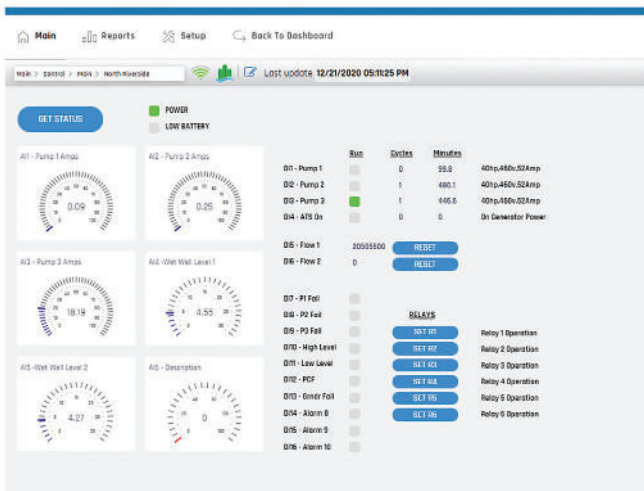 Main Reports Setup Back To Dashboard
Main > Control > Main > North Riverside Last update 12/21/2020 05:11:25 PM
GET STATUS
POWER
LOW BATTERY
AI1 - Pump 1 Amps
0.09
AI2 - Pump 2 Amps
0.25
AI3 - Pump 3 Amps
18.19
AI4 -Wet Well Level 1
4.55
AI5 -Wet Well Level 2
4.27
AI6 - Description
0
Run Cycles Minutes
DI1 - Pump 1 0 99.8 40hp,460v,52Amp
DI2 - Pump 2 1 480.1 40hp,460v,52Amp
DI3 - Pump 3 1 446.6 40hp,460v,52Amp
DI4 - ATS On 0 0 On Generator Power
DI5 - Flow 1 20505500 RESET
DI6 - Flow 2 0 RESET
DI7 - P1 Fail
DI8 - P2 Fail RELAYS
DI9 - P3 Fail SET R1 Relay 1 Operation
DI10 - High Level SET R2 Relay 2 Operation
DI11 - Low Level SET R3 Relay 3 Operation
DI12 - PCF SET R4 Relay 4 Operation
DI13 - Grndr Fail SET R5 Relay 5 Operation
DI14 - Alarm 8 SET R6 Relay 6 Operation
DI15 - Alarm 9
DI16 - Alarm 10